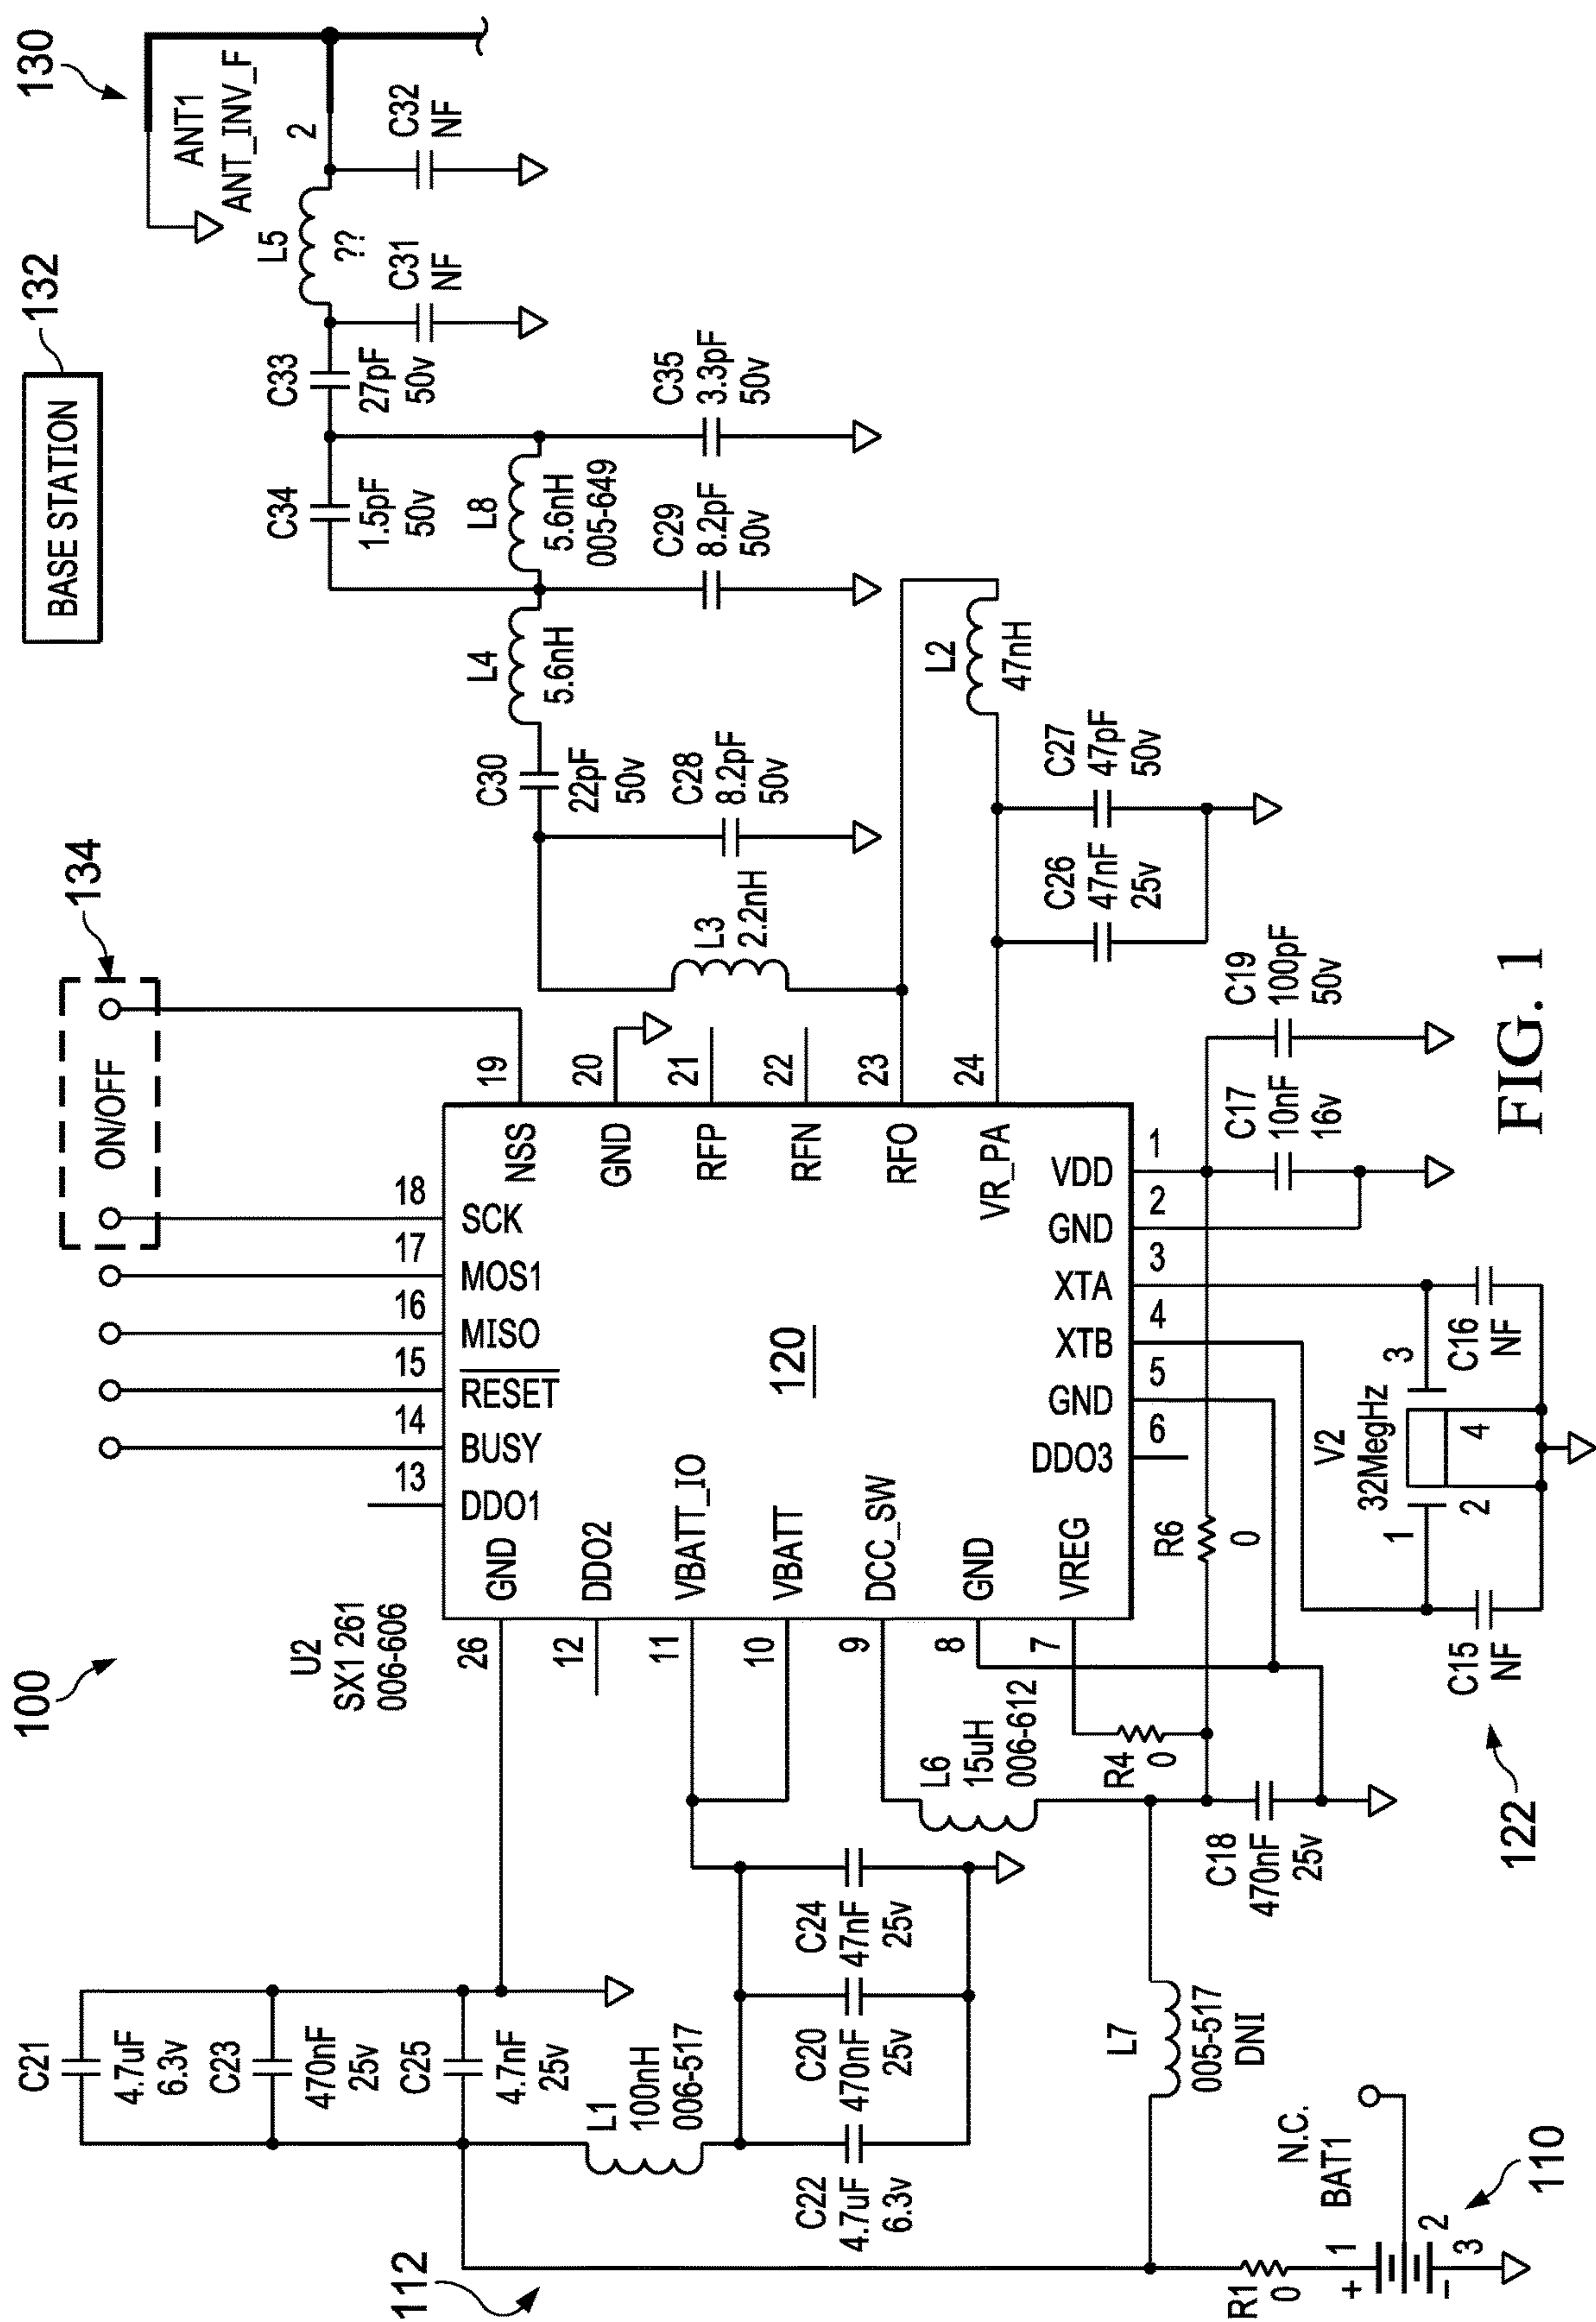 100
112
110
120
122
130
132
134
BASE STATION
ON/OFF
U2
SX1 261
006-606
C21
4.7uF
6.3v
C23
470nF
25v
C25
4.7nF
25v
L1
100nH
006-517
C22
4.7uF
6.3v
C20
470nF
25v
C24
47nF
25v
L7
005-517
DNI
R1
0
N.C.
BAT1
+
1
2
-
3
L6
15uH
006-612
R4
0
C18
470nF
25v
R6
0
26
GND
12
DDO2
11
VBATT_IO
10
VBATT
9
DCC_SW
8
GND
7
VREG
13
DDO1
14
BUSY
15
RESET
16
MISO
17
MOS1
18
SCK
19
NSS
20
GND
21
RFP
22
RFN
23
RFO
24
VR_PA
1
VDD
2
GND
3
XTA
4
XTB
5
GND
6
DDO3
C15
NF
C16
NF
V2
32MegHz
1
2
3
4
C17
10nF
16v
C19
100pF
50v
C26
47nF
25v
C27
47pF
50v
L2
47nH
L3
2.2nH
C28
8.2pF
50v
C30
22pF
50v
L4
5.6nH
L8
5.6nH
005-649
C29
8.2pF
50v
C35
3.3pF
50v
C34
1.5pF
50v
C33
27pF
50v
L5
??
C31
NF
C32
NF
2
ANT1
ANT_INV_F
FIG. 1